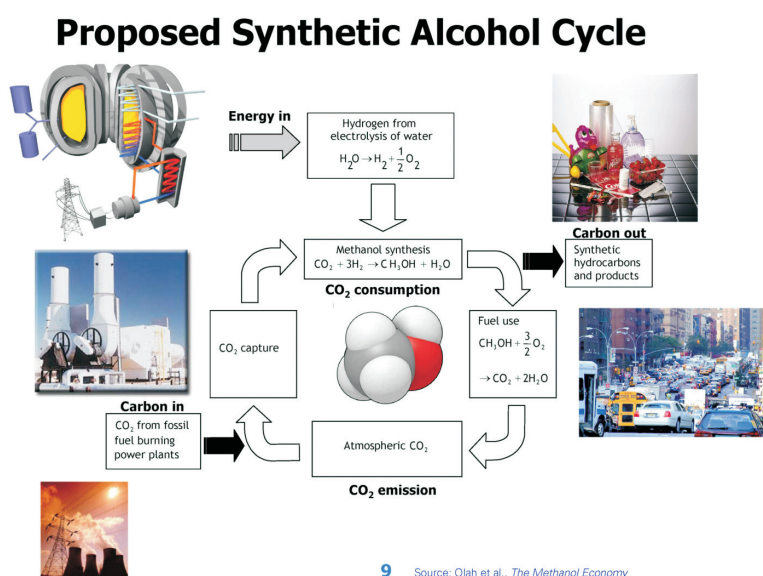 Proposed Synthetic Alcohol Cycle
Energy in
Hydrogen from
electrolysis of water
H₂O → H₂ + 1/2 O₂
Carbon out
Synthetic
hydrocarbons
and products
Methanol synthesis
CO₂ + 3H₂ → CH₃OH + H₂O
CO₂ consumption
Fuel use
CH₃OH + 3/2 O₂
→ CO₂ + 2H₂O
CO₂ capture
Carbon in
CO₂ from fossil
fuel burning
power plants
Atmospheric CO₂
CO₂ emission
9 Source: Olah et al., The Methanol Economy